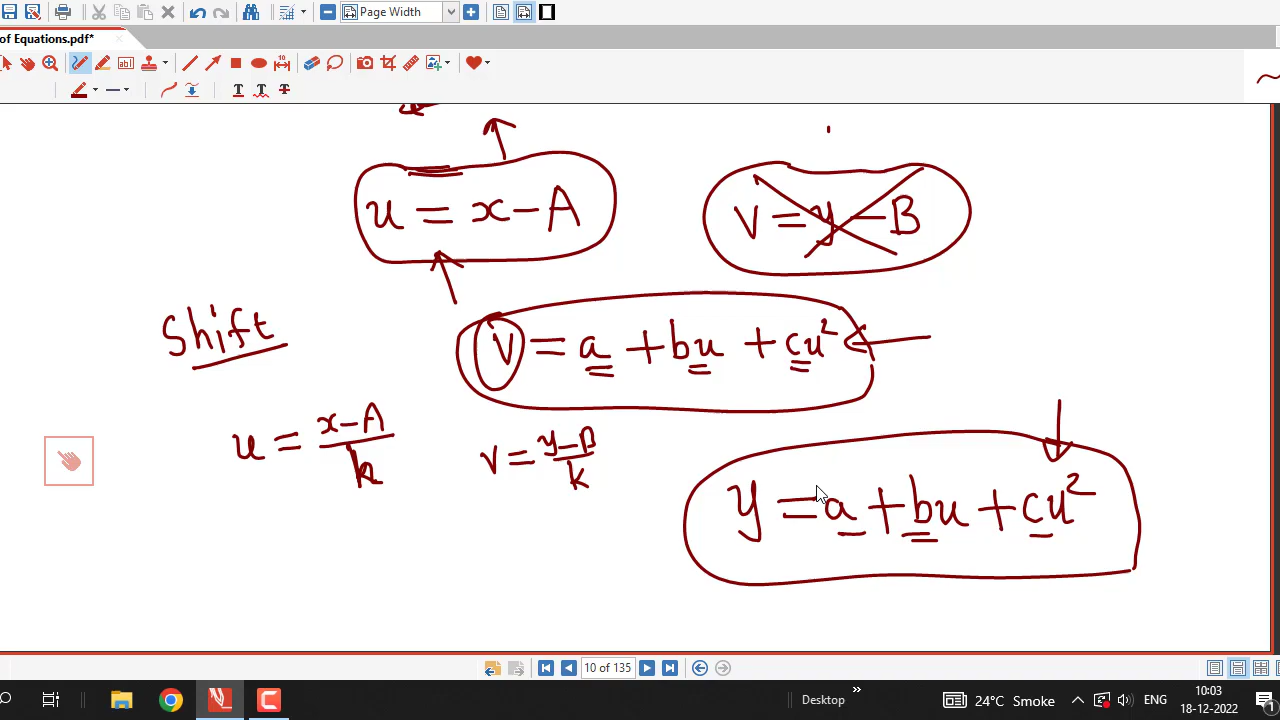 Page Width
of Equations.pdf*
u = x - A
v = y - B
Shift
v = a + bu + cu²
u = x - A / k
v = y - B / k
y = a + bu + cu²
10 of 135
Desktop
24°C Smoke
ENG
10:03
18-12-2022